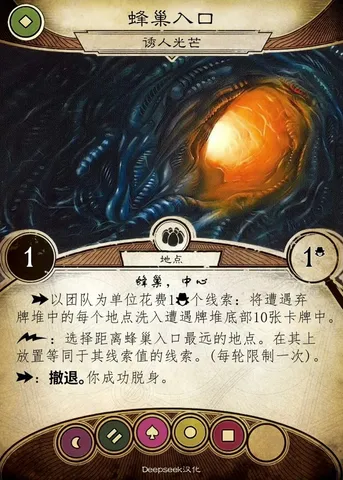 蜂巢入口
诱人光芒
1
1
地点
蜂巢，中心
以团队为单位花费1个线索：将遭遇弃
牌堆中的每个地点洗入遭遇牌堆底部10张卡牌中。
：选择距离蜂巢入口最远的地点。在其上
放置等同于其线索值的线索。(每轮限制一次)。
：撤退。你成功脱身。
Deepseek汉化